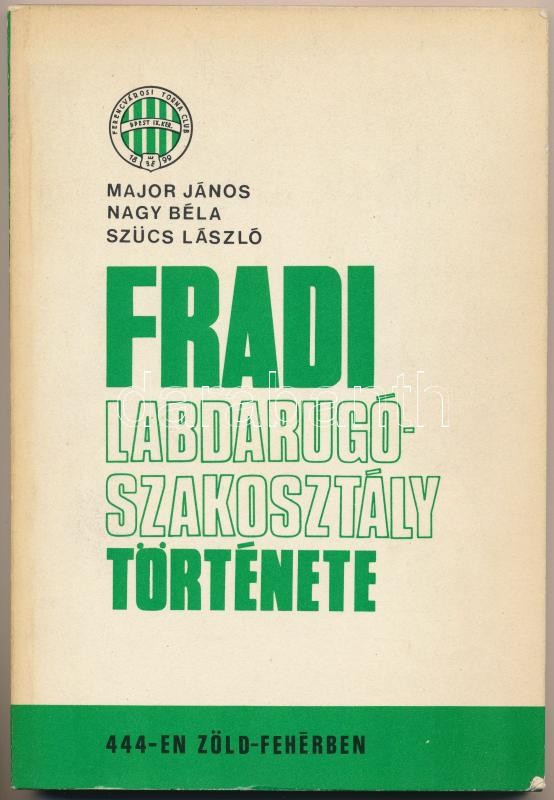 FERENCVÁROSI TORNA CLUB
BPEST IX. KER.
18 99
MAJOR JÁNOS
NAGY BÉLA
SZÜCS LÁSZLÓ
FRADI
darabanth
LABDARUGÓ-
SZAKOSZTÁLY
TÖRTÉNETE
444-EN ZÖLD-FEHÉRBEN